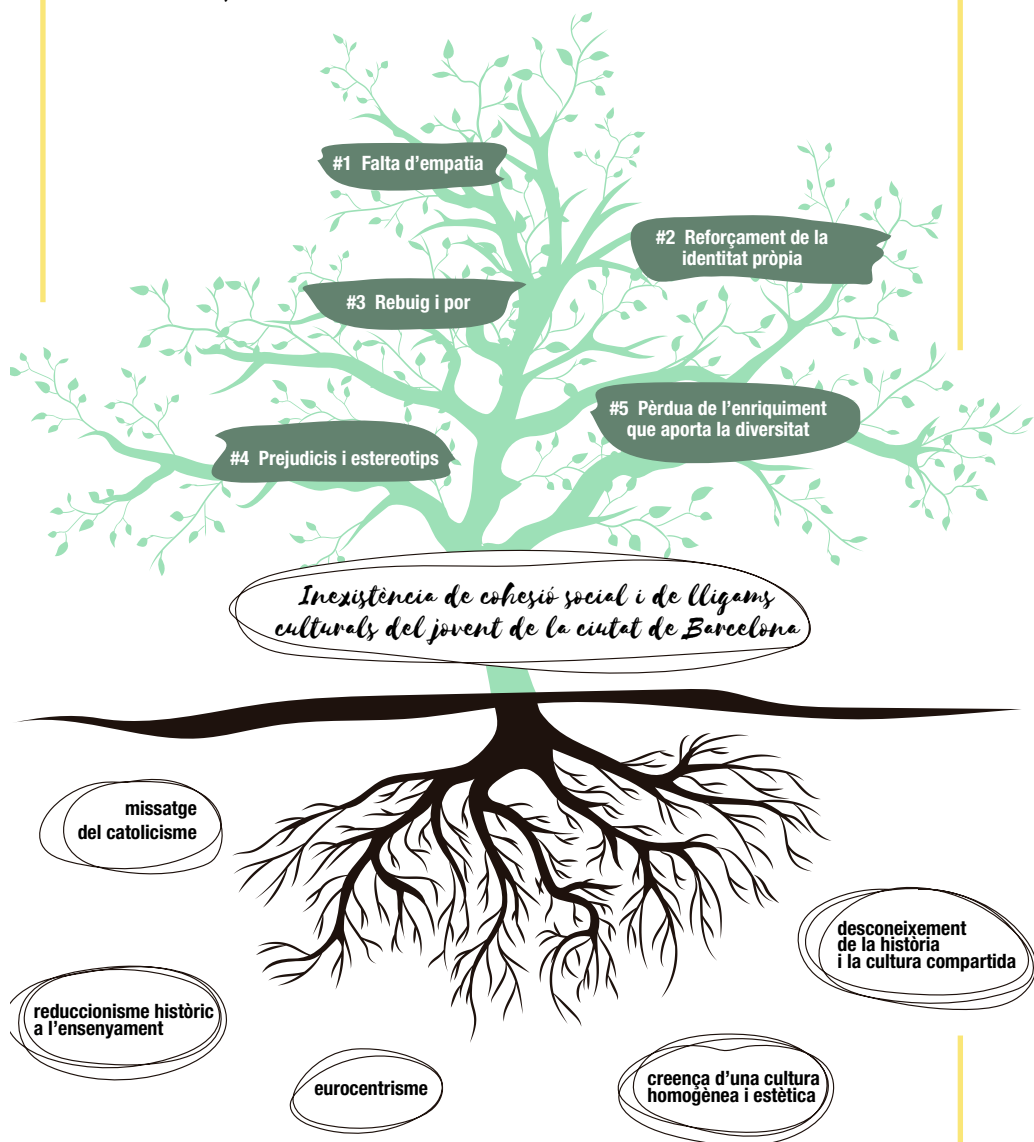 #1 Falta d'empatia
#2 Reforçament de la
identitat pròpia
#3 Rebuig i por
#5 Pèrdua de l'enriquiment
que aporta la diversitat
#4 Prejudicis i estereotips
Inexistència de cohesió social i de lligams
culturals del jovent de la ciutat de Barcelona
missatge
del catolicisme
desconeixement
de la història
i la cultura compartida
reduccionisme històric
a l'ensenyament
eurocentrisme
creença d'una cultura
homogènea i estètica